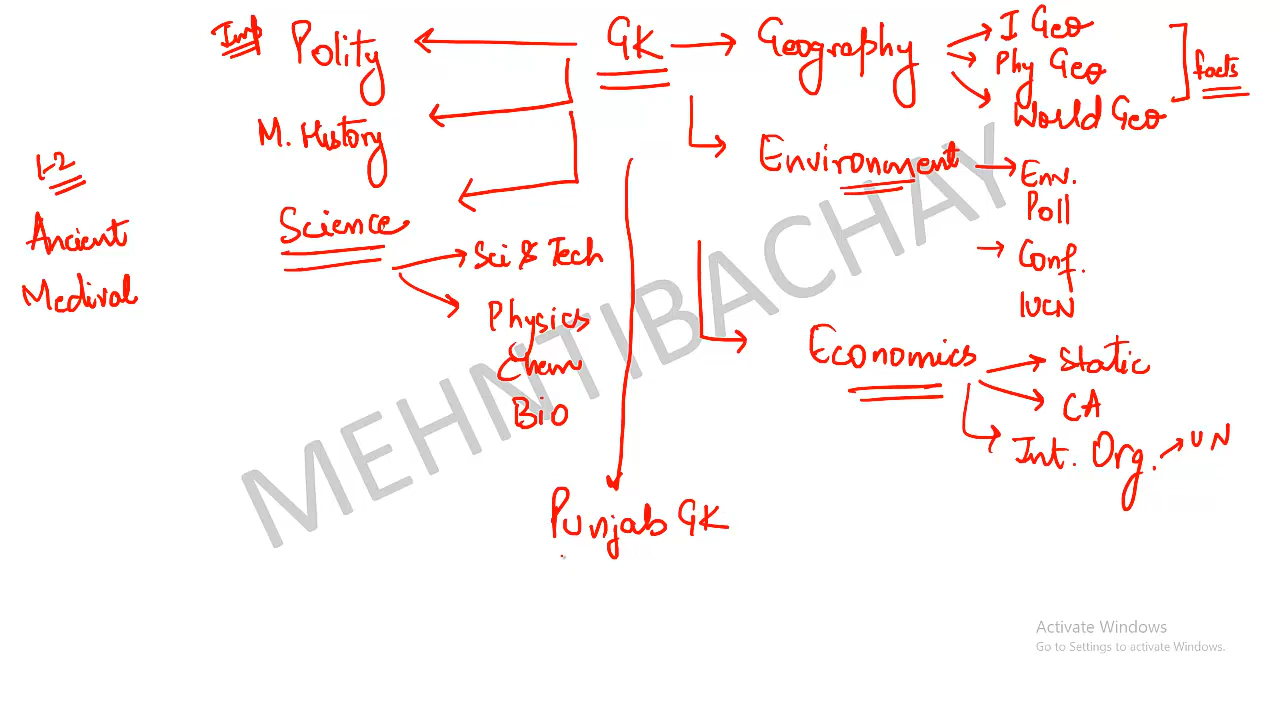 Imp Polity
GK
Geography
I Geo
Phy Geo
World Geo
facts
M. History
1-2
Ancient
Medival
Science
Sci & Tech
Physics
Chem
Bio
Environment
Env.
Poll
Conf.
IUCN
Economics
Static
CA
Int. Org.
UN
Punjab GK
MEHNTIBACHAY
Activate Windows
Go to Settings to activate Windows.